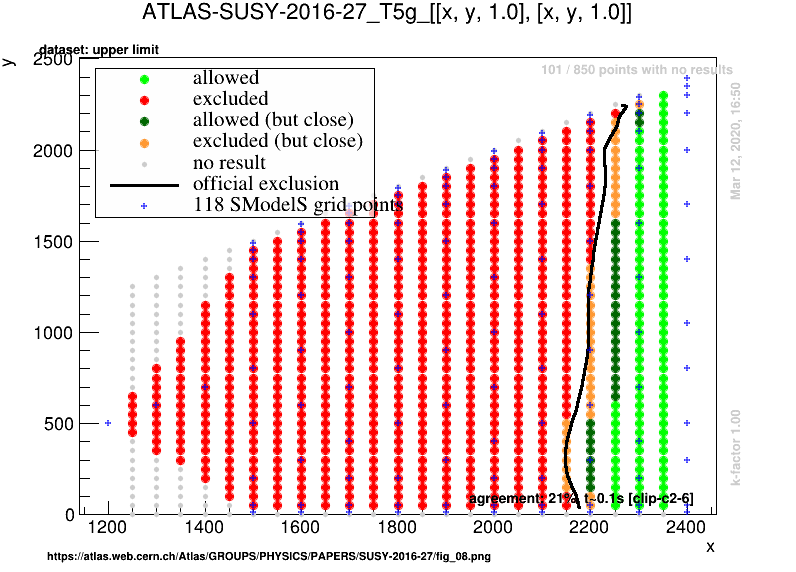 ATLAS-SUSY-2016-27_T5g_[[x, y, 1.0], [x, y, 1.0]]
dataset: upper limit
y
2500
101 / 850 points with no results
allowed
excluded
allowed (but close)
excluded (but close)
no result
official exclusion
118 SModelS grid points
Mar 12, 2020, 16:50
2000
1500
1000
500
0
k-factor 1.00
agreement: 21%, t~0.1s [clip-c2-6]
1200 1400 1600 1800 2000 2200 2400
x
https://atlas.web.cern.ch/Atlas/GROUPS/PHYSICS/PAPERS/SUSY-2016-27/fig_08.png